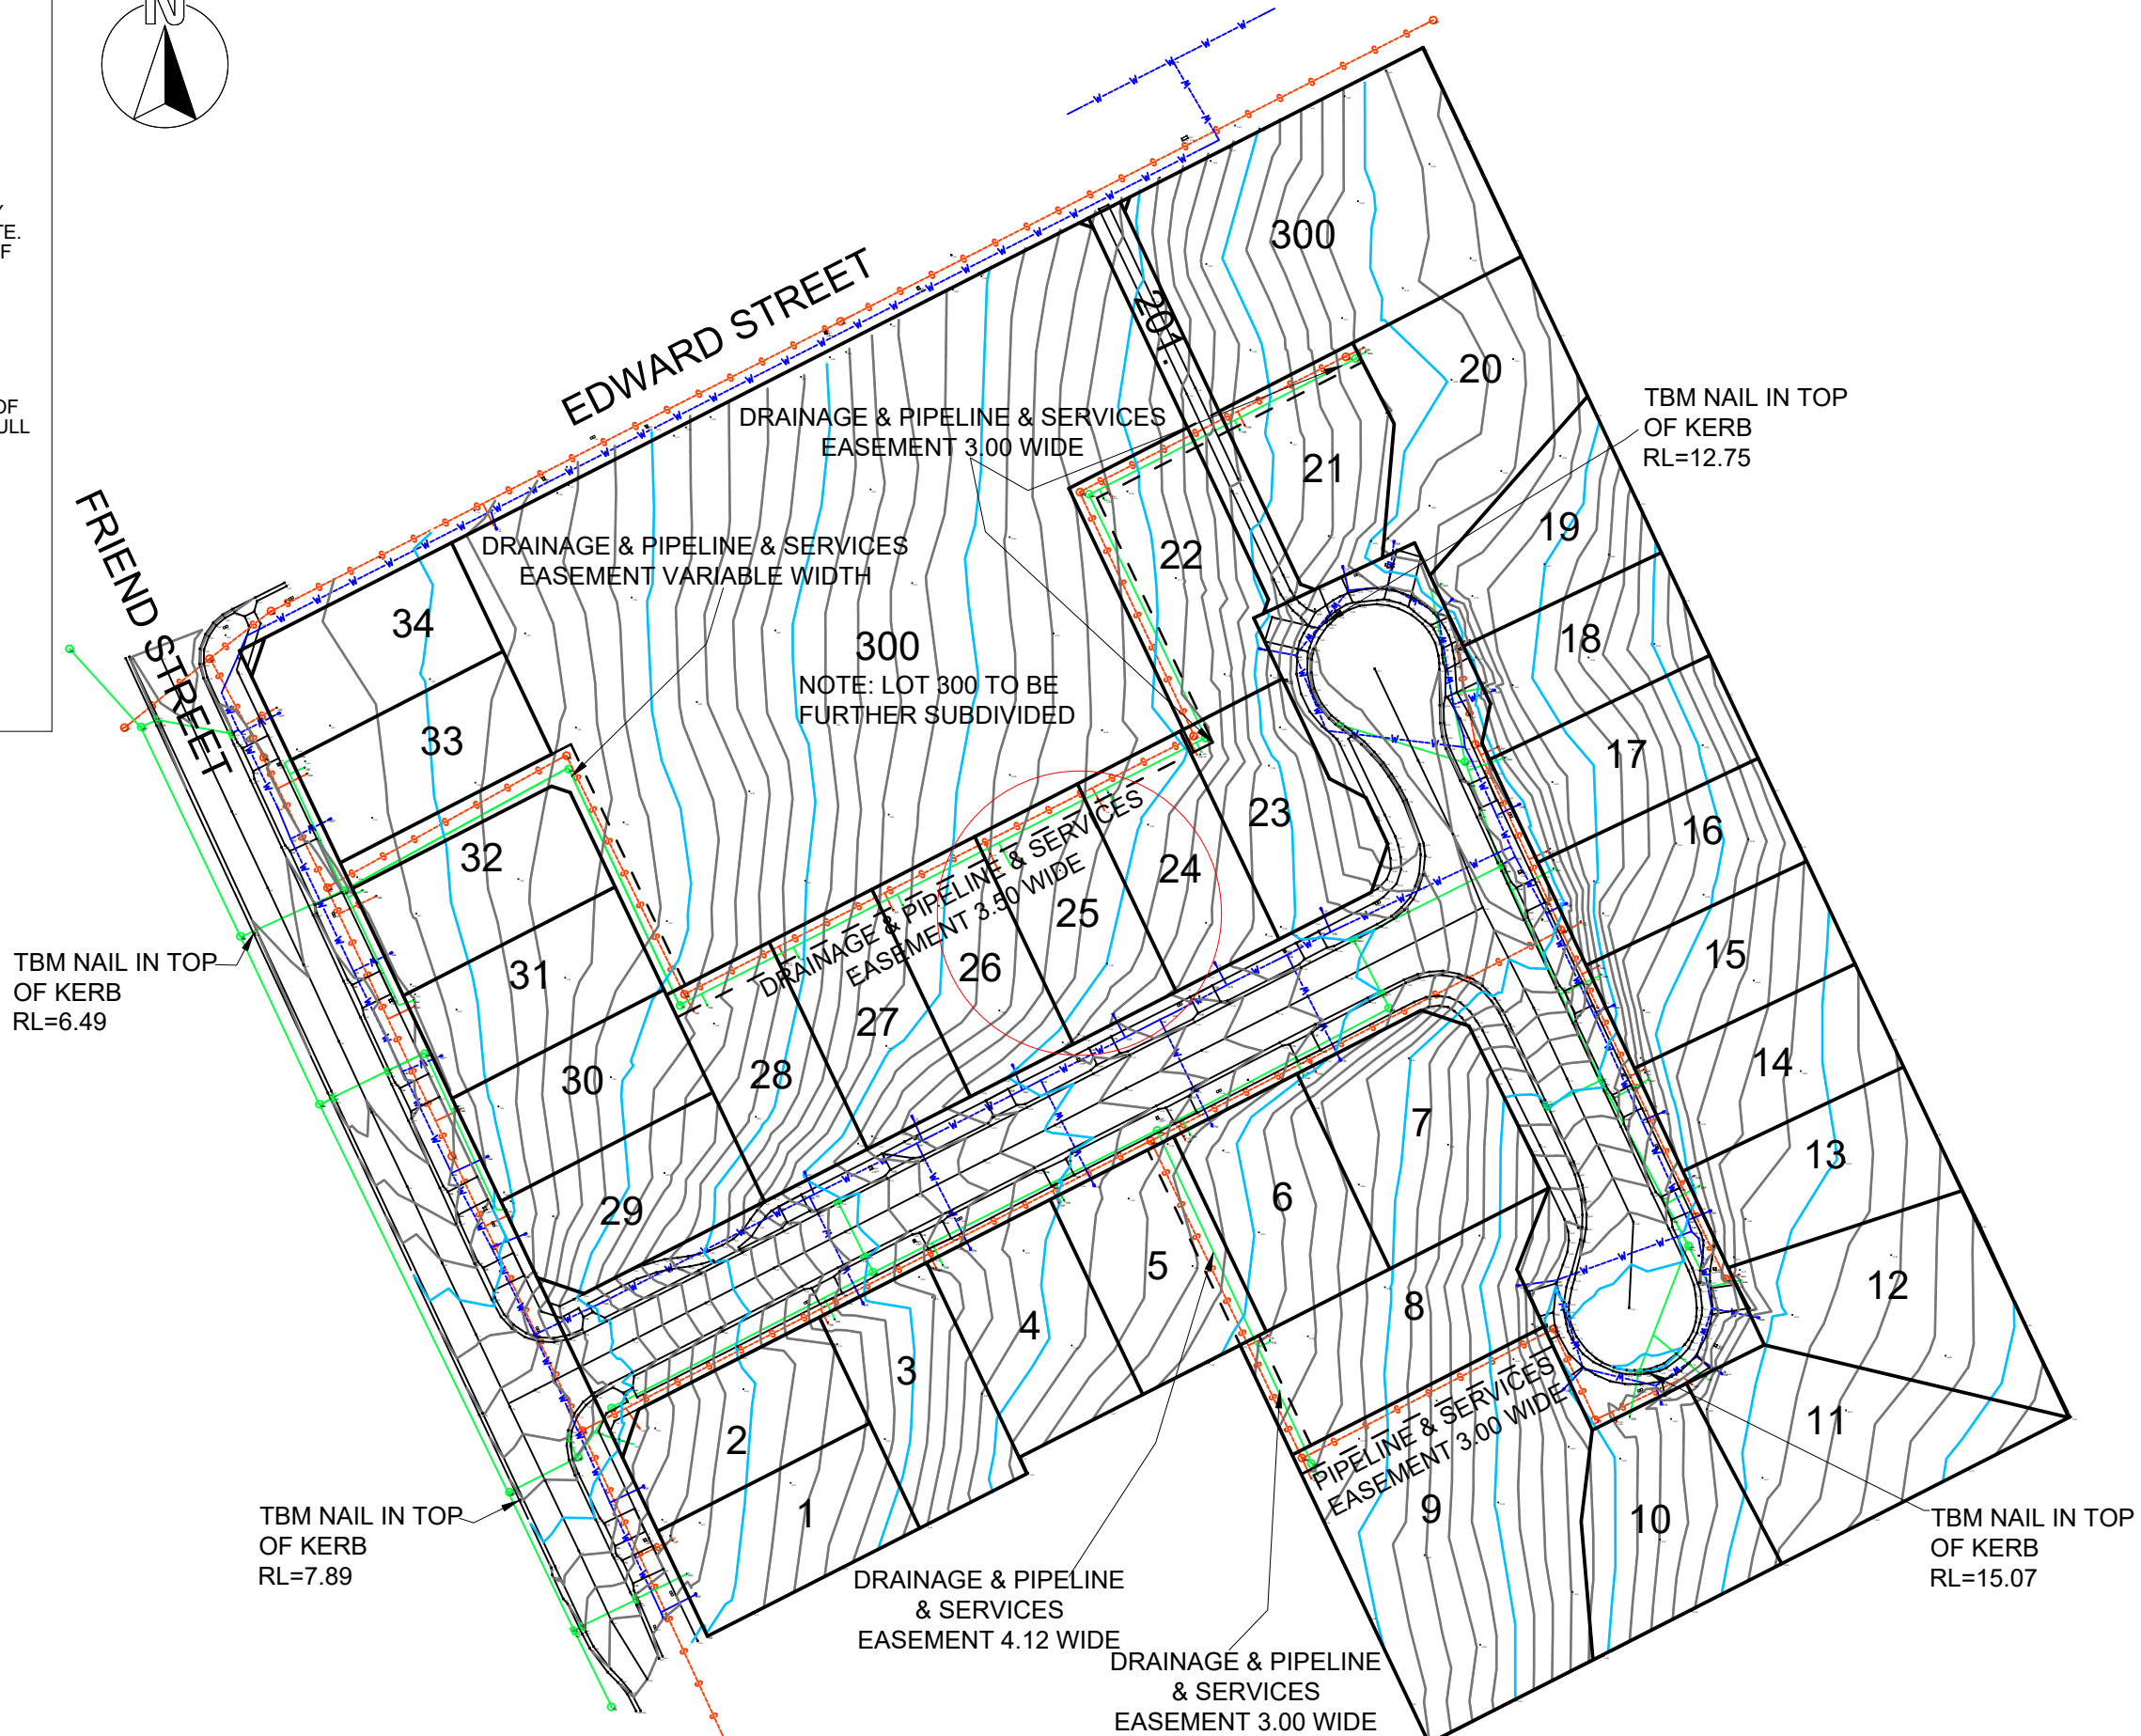 N
TE.
F
OF
ULL
EDWARD STREET
FRIEND STREET
300
201
20
TBM NAIL IN TOP
OF KERB
RL=12.75
DRAINAGE & PIPELINE & SERVICES
EASEMENT 3.00 WIDE
21
19
22
DRAINAGE & PIPELINE & SERVICES
EASEMENT VARIABLE WIDTH
34
33
300
NOTE: LOT 300 TO BE
FURTHER SUBDIVIDED
18
17
16
23
24
25
26
27
28
DRAINAGE & PIPELINE & SERVICES
EASEMENT 3.50 WIDE
32
31
30
29
TBM NAIL IN TOP
OF KERB
RL=6.49
15
14
13
12
11
10
9
8
7
6
5
4
3
2
1
PIPELINE & SERVICES
EASEMENT 3.00 WIDE
TBM NAIL IN TOP
OF KERB
RL=7.89
DRAINAGE & PIPELINE
& SERVICES
EASEMENT 4.12 WIDE
DRAINAGE & PIPELINE
& SERVICES
EASEMENT 3.00 WIDE
TBM NAIL IN TOP
OF KERB
RL=15.07